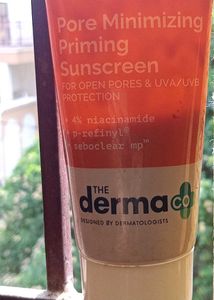 Pore Minimizing
Priming
Sunscreen
FOR OPEN PORES & UVA/UVB
PROTECTION
• 4% niacinamide
• p-refinyl®
• seboclear mp™
THE
derma co
DESIGNED BY DERMATOLOGISTS